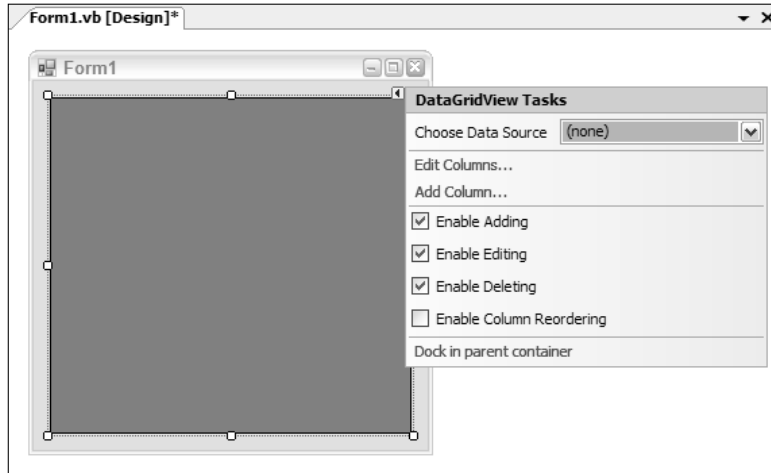 Form1.vb [Design]*
Form1
DataGridView Tasks
Choose Data Source (none)
Edit Columns...
Add Column...
Enable Adding
Enable Editing
Enable Deleting
Enable Column Reordering
Dock in parent container